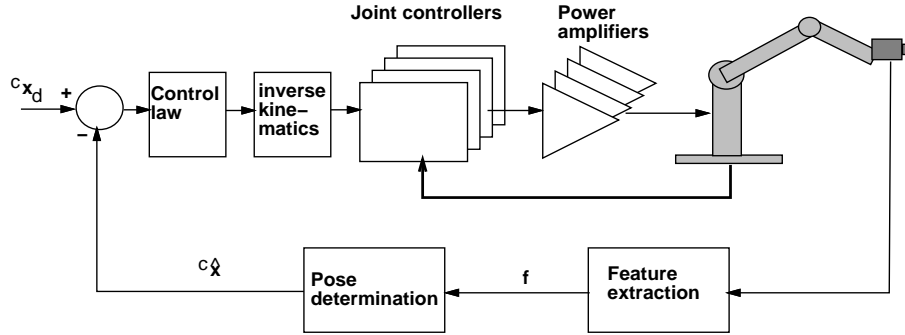 Joint controllers
Power
amplifiers
c x d
+
−
Control
law
inverse
kine−
matics
c x̂
Pose
determination
f
Feature
extraction